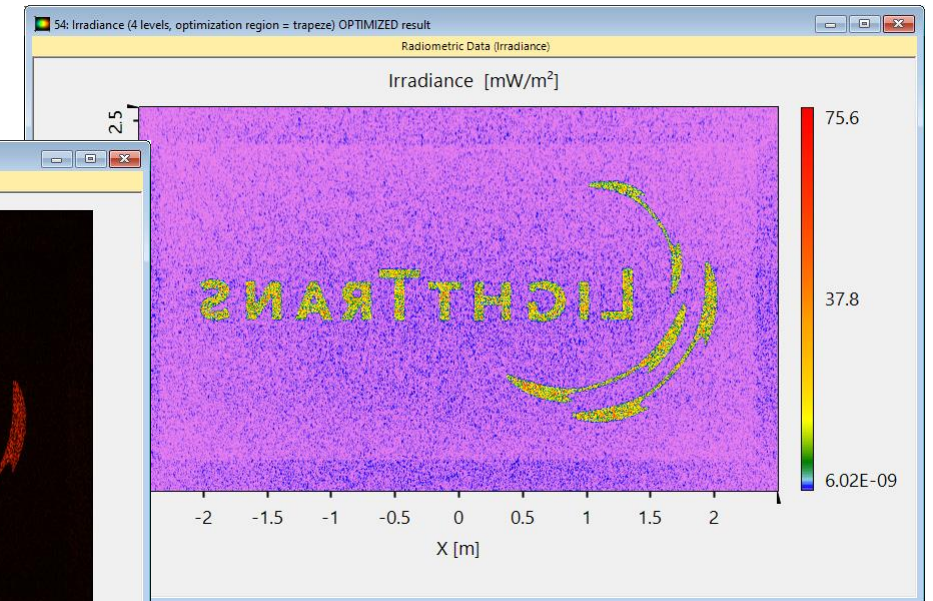 54: Irradiance (4 levels, optimization region = trapeze) OPTIMIZED result
Radiometric Data (Irradiance)
Irradiance [mW/m²]
2.5
75.6
LIGHTTRANS
37.8
6.02E-09
-2 -1.5 -1 -0.5 0 0.5 1 1.5 2
X [m]